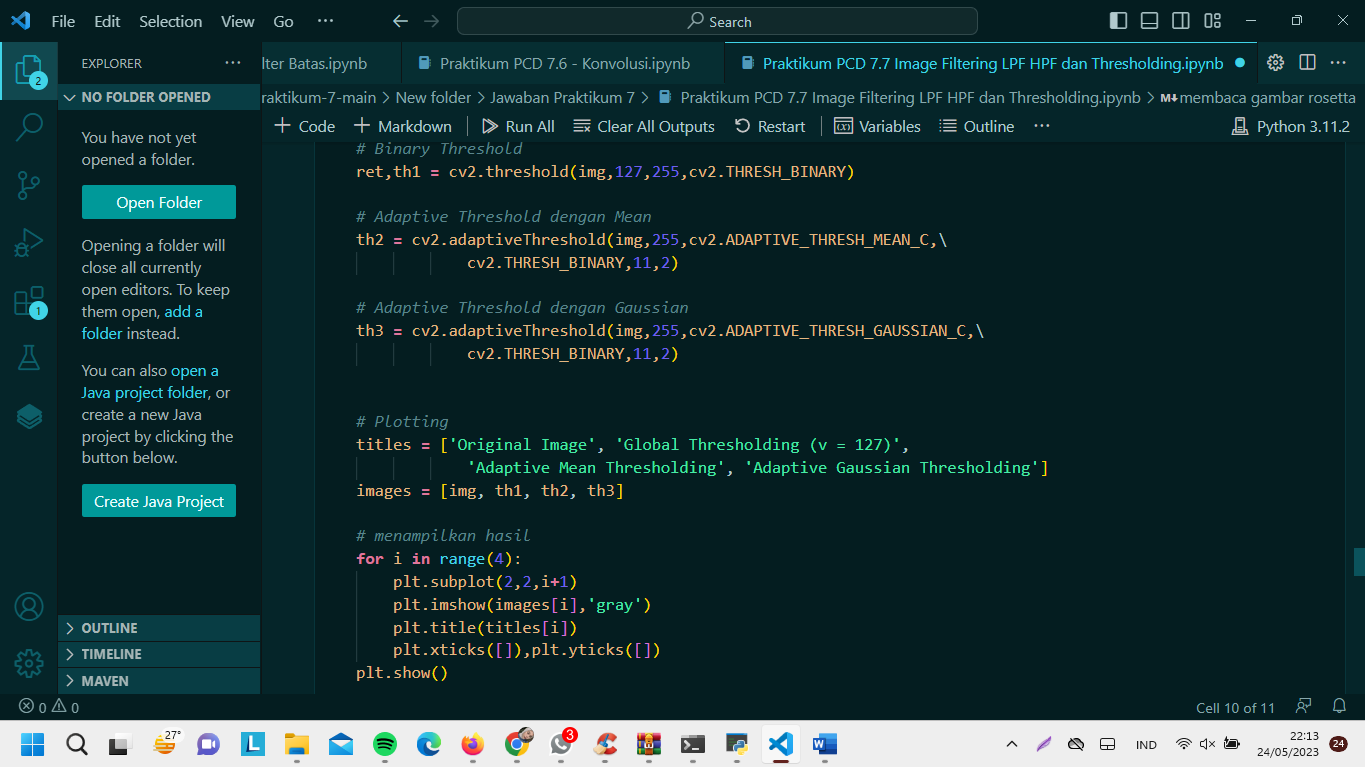 File Edit Selection View Go ··· Search
EXPLORER ···
lter Batas.ipynb Praktikum PCD 7.6 - Konvolusi.ipynb Praktikum PCD 7.7 Image Filtering LPF HPF dan Thresholding.ipynb ···
NO FOLDER OPENED
raktikum-7-main > New folder > Jawaban Praktikum 7 > Praktikum PCD 7.7 Image Filtering LPF HPF dan Thresholding.ipynb > M↓membaca gambar rosetta
+ Code + Markdown Run All Clear All Outputs Restart Variables Outline ··· Python 3.11.2
2
You have not yet
opened a folder.
Open Folder
Opening a folder will
close all currently
open editors. To keep
them open, add a
folder instead.
1
You can also open a
Java project folder, or
create a new Java
project by clicking the
button below.
Create Java Project
OUTLINE
TIMELINE
MAVEN
# Binary Threshold
ret,th1 = cv2.threshold(img,127,255,cv2.THRESH_BINARY)
# Adaptive Threshold dengan Mean
th2 = cv2.adaptiveThreshold(img,255,cv2.ADAPTIVE_THRESH_MEAN_C,\
cv2.THRESH_BINARY,11,2)
# Adaptive Threshold dengan Gaussian
th3 = cv2.adaptiveThreshold(img,255,cv2.ADAPTIVE_THRESH_GAUSSIAN_C,\
cv2.THRESH_BINARY,11,2)
# Plotting
titles = ['Original Image', 'Global Thresholding (v = 127)',
'Adaptive Mean Thresholding', 'Adaptive Gaussian Thresholding']
images = [img, th1, th2, th3]
# menampilkan hasil
for i in range(4):
plt.subplot(2,2,i+1)
plt.imshow(images[i],'gray')
plt.title(titles[i])
plt.xticks([]),plt.yticks([])
plt.show()
0 0 Cell 10 of 11
27° L 3 W IND 22:13
24/05/2023 24